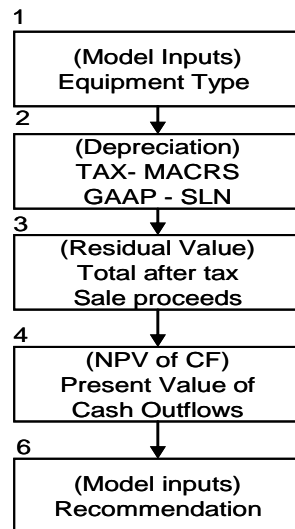 1
(Model Inputs)
Equipment Type
2
(Depreciation)
TAX- MACRS
GAAP - SLN
3
(Residual Value)
Total after tax
Sale proceeds
4
(NPV of CF)
Present Value of
Cash Outflows
6
(Model inputs)
Recommendation